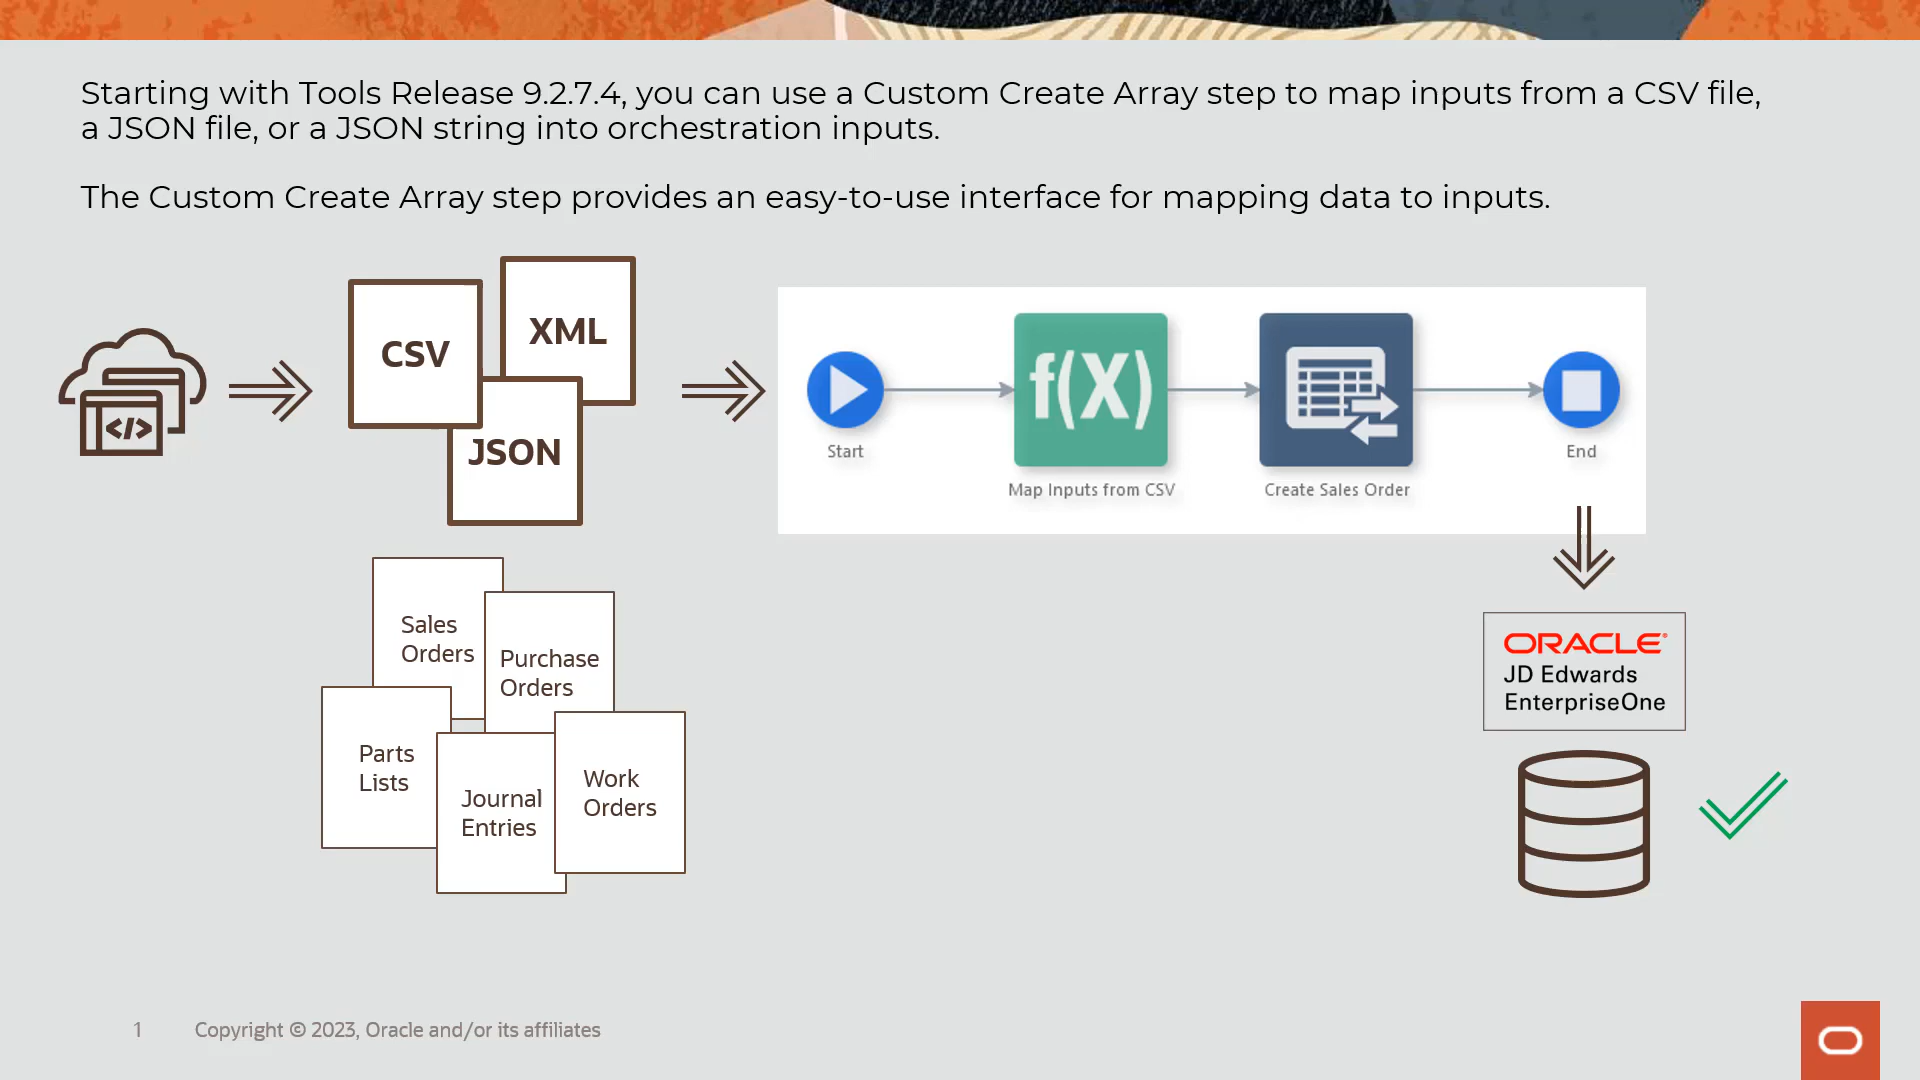 Starting with Tools Release 9.2.7.4, you can use a Custom Create Array step to map inputs from a CSV file,
a JSON file, or a JSON string into orchestration inputs.
The Custom Create Array step provides an easy-to-use interface for mapping data to inputs.
CSV
XML
JSON
</>
f(X)
Start
Map Inputs from CSV
Create Sales Order
End
Sales
Orders
Purchase
Orders
Parts
Lists
Journal
Entries
Work
Orders
ORACLE
JD Edwards
EnterpriseOne
1
Copyright © 2023, Oracle and/or its affiliates